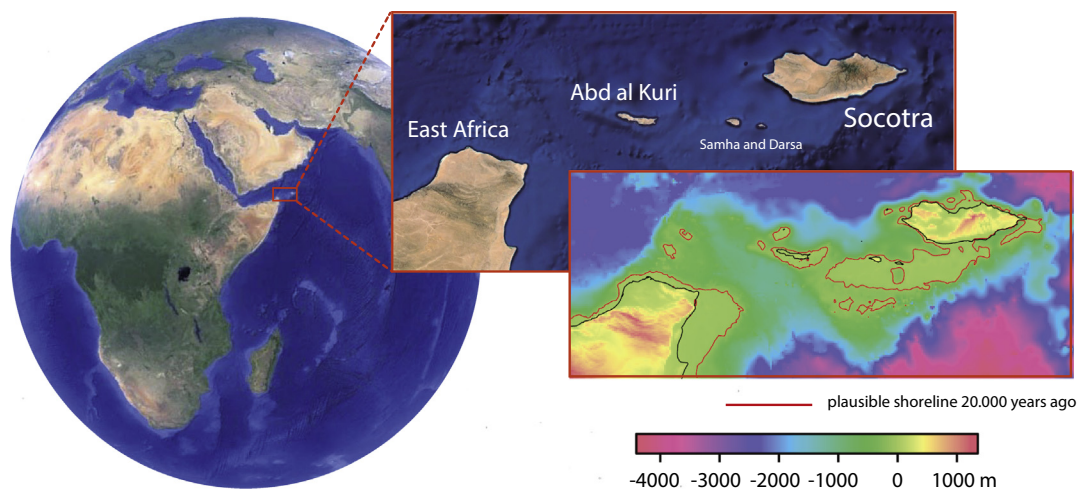 East Africa
Abd al Kuri
Samha and Darsa
Socotra
plausible shoreline 20.000 years ago
-4000 -3000 -2000 -1000 0 1000 m